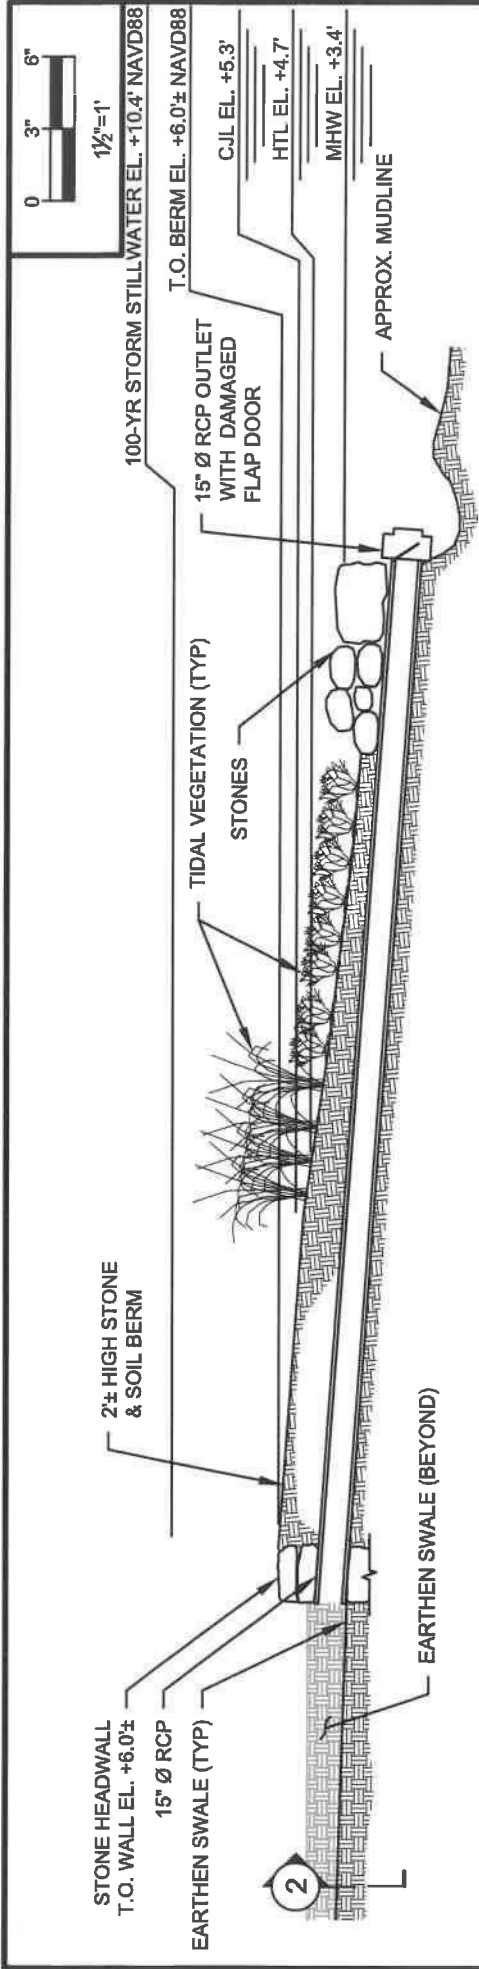 0 3" 6"
1½"=1'
100-YR STORM STILLWATER EL. +10.4' NAVD88
T.O. BERM EL. +6.0'± NAVD88
CJL EL. +5.3'
HTL EL. +4.7'
MHW EL. +3.4'
15" Ø RCP OUTLET
WITH DAMAGED
FLAP DOOR
APPROX. MUDLINE
TIDAL VEGETATION (TYP)
STONES
2'± HIGH STONE
& SOIL BERM
STONE HEADWALL
T.O. WALL EL. +6.0'±
15" Ø RCP
EARTHEN SWALE (TYP)
2
EARTHEN SWALE (BEYOND)